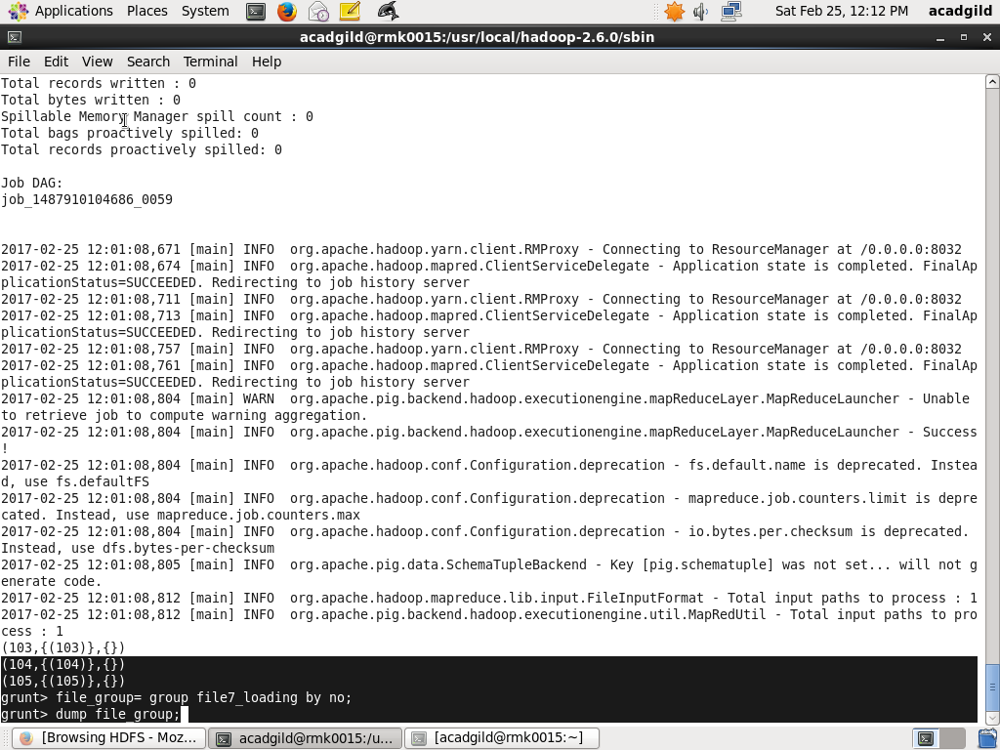 Applications Places System Sat Feb 25, 12:12 PM acadgild
acadgild@rmk0015:/usr/local/hadoop-2.6.0/sbin
File Edit View Search Terminal Help
Total records written : 0
Total bytes written : 0
Spillable Memory Manager spill count : 0
Total bags proactively spilled: 0
Total records proactively spilled: 0
Job DAG:
job_1487910104686_0059
2017-02-25 12:01:08,671 [main] INFO  org.apache.hadoop.yarn.client.RMProxy - Connecting to ResourceManager at /0.0.0.0:8032
2017-02-25 12:01:08,674 [main] INFO  org.apache.hadoop.mapred.ClientServiceDelegate - Application state is completed. FinalAp
plicationStatus=SUCCEEDED. Redirecting to job history server
2017-02-25 12:01:08,711 [main] INFO  org.apache.hadoop.yarn.client.RMProxy - Connecting to ResourceManager at /0.0.0.0:8032
2017-02-25 12:01:08,713 [main] INFO  org.apache.hadoop.mapred.ClientServiceDelegate - Application state is completed. FinalAp
plicationStatus=SUCCEEDED. Redirecting to job history server
2017-02-25 12:01:08,757 [main] INFO  org.apache.hadoop.yarn.client.RMProxy - Connecting to ResourceManager at /0.0.0.0:8032
2017-02-25 12:01:08,761 [main] INFO  org.apache.hadoop.mapred.ClientServiceDelegate - Application state is completed. FinalAp
plicationStatus=SUCCEEDED. Redirecting to job history server
2017-02-25 12:01:08,804 [main] WARN  org.apache.pig.backend.hadoop.executionengine.mapReduceLayer.MapReduceLauncher - Unable
to retrieve job to compute warning aggregation.
2017-02-25 12:01:08,804 [main] INFO  org.apache.pig.backend.hadoop.executionengine.mapReduceLayer.MapReduceLauncher - Success
!
2017-02-25 12:01:08,804 [main] INFO  org.apache.hadoop.conf.Configuration.deprecation - fs.default.name is deprecated. Instea
d, use fs.defaultFS
2017-02-25 12:01:08,804 [main] INFO  org.apache.hadoop.conf.Configuration.deprecation - mapreduce.job.counters.limit is depre
cated. Instead, use mapreduce.job.counters.max
2017-02-25 12:01:08,804 [main] INFO  org.apache.hadoop.conf.Configuration.deprecation - io.bytes.per.checksum is deprecated.
Instead, use dfs.bytes-per-checksum
2017-02-25 12:01:08,805 [main] INFO  org.apache.pig.data.SchemaTupleBackend - Key [pig.schematuple] was not set... will not g
enerate code.
2017-02-25 12:01:08,812 [main] INFO  org.apache.hadoop.mapreduce.lib.input.FileInputFormat - Total input paths to process : 1
2017-02-25 12:01:08,812 [main] INFO  org.apache.pig.backend.hadoop.executionengine.util.MapRedUtil - Total input paths to pro
cess : 1
(103,{(103)},{})
(104,{(104)},{})
(105,{(105)},{})
grunt> file_group= group file7_loading by no;
grunt> dump file_group;
[Browsing HDFS - Moz... acadgild@rmk0015:/u... [acadgild@rmk0015:~]